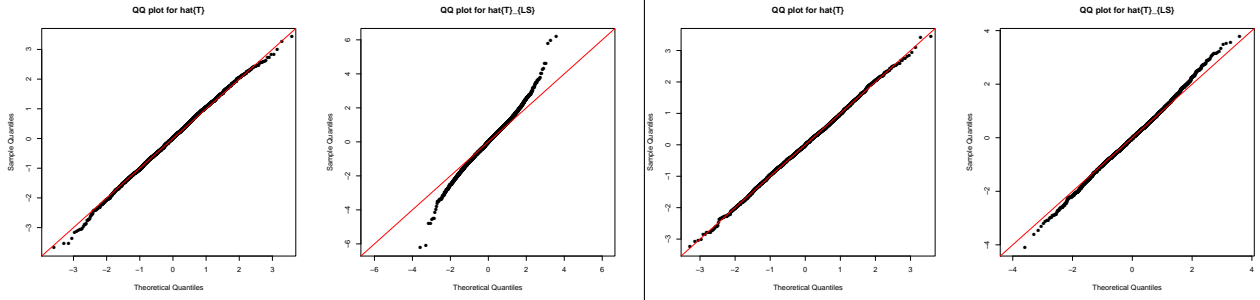 QQ plot for hat{T}
Sample Quantiles
3
2
1
0
−1
−2
−3
−3 −2 −1 0 1 2 3
Theoretical Quantiles
QQ plot for hat{T}_{LS}
6
4
2
0
−2
−4
−6
−6 −4 −2 0 2 4 6
Theoretical Quantiles
QQ plot for hat{T}
Sample Quantiles
3
2
1
0
−1
−2
−3
−3 −2 −1 0 1 2 3
Theoretical Quantiles
QQ plot for hat{T}_{LS}
Sample Quantiles
4
2
0
−2
−4
−4 −2 0 2 4
Theoretical Quantiles
Sample Quantiles